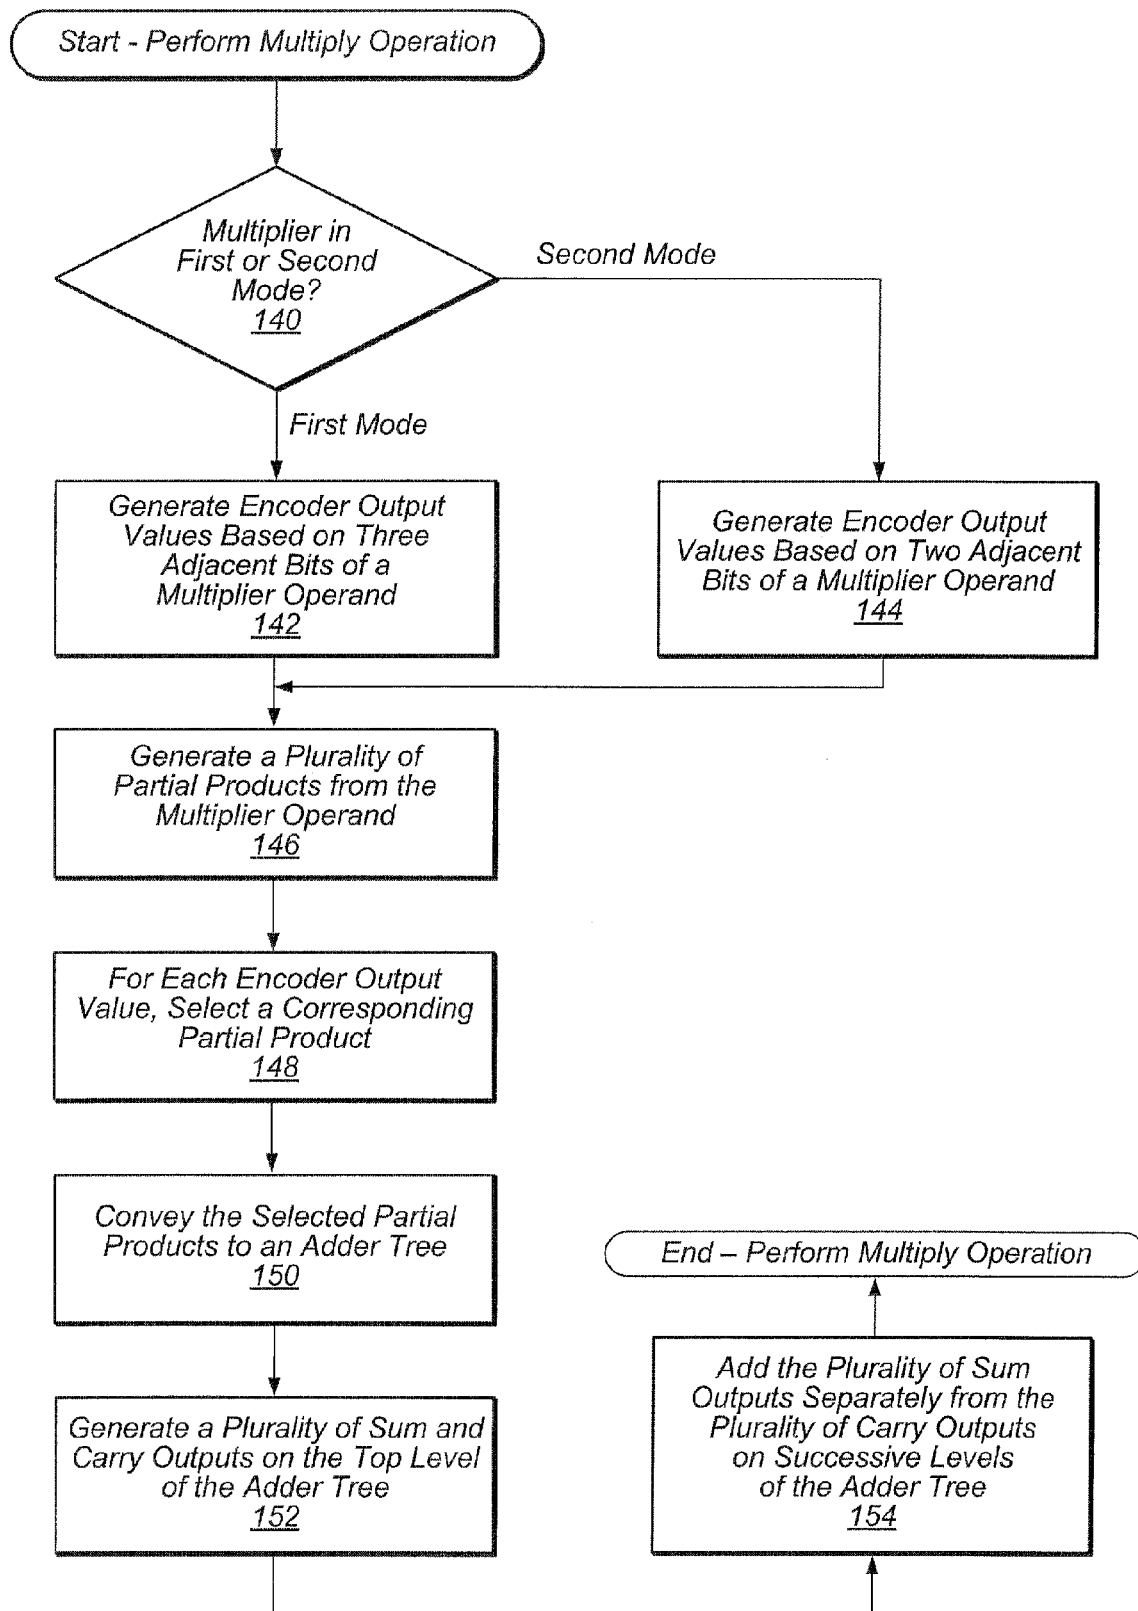 Start - Perform Multiply Operation
Multiplier in
First or Second
Mode?
140
Second Mode
First Mode
Generate Encoder Output
Values Based on Three
Adjacent Bits of a
Multiplier Operand
142
Generate Encoder Output
Values Based on Two Adjacent
Bits of a Multiplier Operand
144
Generate a Plurality of
Partial Products from the
Multiplier Operand
146
For Each Encoder Output
Value, Select a Corresponding
Partial Product
148
Convey the Selected Partial
Products to an Adder Tree
150
Generate a Plurality of Sum and
Carry Outputs on the Top Level
of the Adder Tree
152
Add the Plurality of Sum
Outputs Separately from the
Plurality of Carry Outputs
on Successive Levels
of the Adder Tree
154
End – Perform Multiply Operation